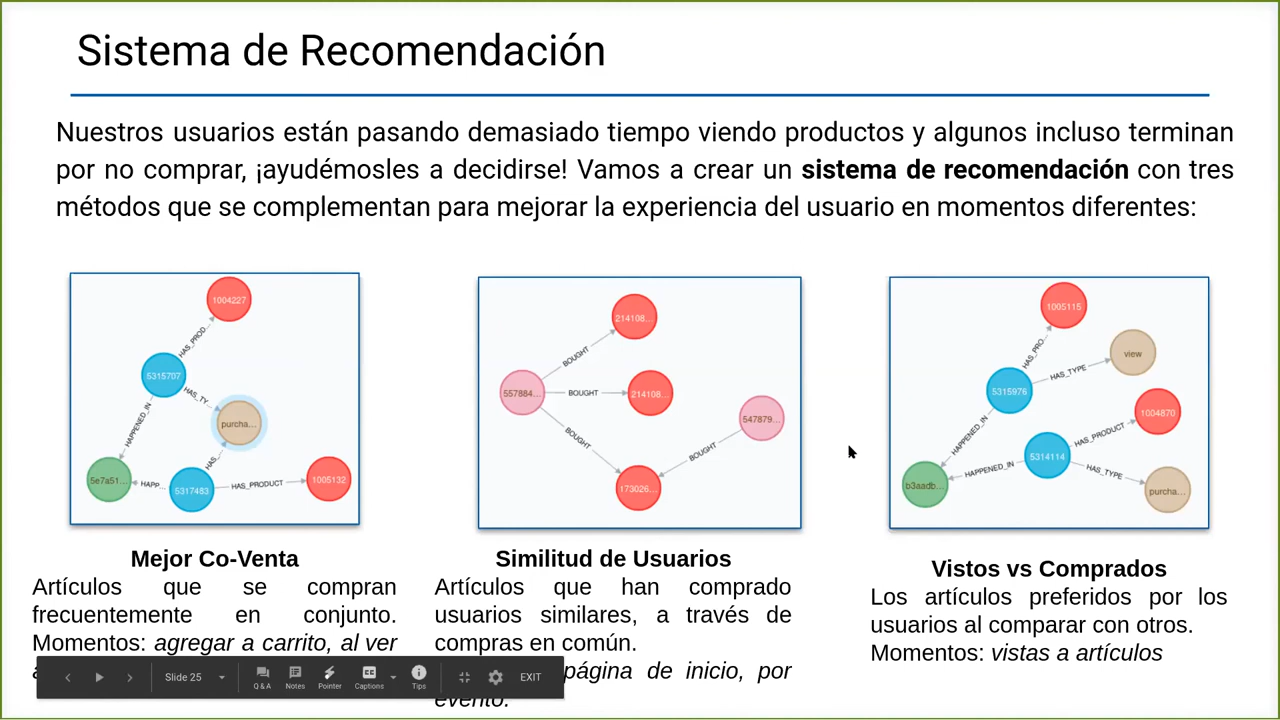 Sistema de Recomendación
Nuestros usuarios están pasando demasiado tiempo viendo productos y algunos incluso terminan
por no comprar, ¡ayudémosles a decidirse! Vamos a crear un sistema de recomendación con tres
métodos que se complementan para mejorar la experiencia del usuario en momentos diferentes:
1004227
HAS_PROD...
5315707
HAS_TY...
HAPPENED_IN
purcha...
HAS_...
5e7a51...
HAPP...
5317483
HAS_PRODUCT
1005132
214108...
BOUGHT
557884...
BOUGHT
214108...
BOUGHT
547879...
BOUGHT
173026...
1005115
HAS_PRO...
view
HAS_TYPE
5315976
HAPPENED_IN
1004870
HAS_PRODUCT
5314114
HAPPENED_IN
HAS_TYPE
b3aadb...
purcha...
Mejor Co-Venta
Artículos que se compran
frecuentemente en conjunto.
Momentos: agregar a carrito, al ver
Similitud de Usuarios
Artículos que han comprado
usuarios similares, a través de
compras en común.
página de inicio, por
evento.
Vistos vs Comprados
Los artículos preferidos por los
usuarios al comparar con otros.
Momentos: vistas a artículos
Slide 25
Q & A
Notes
Pointer
Captions
Tips
EXIT